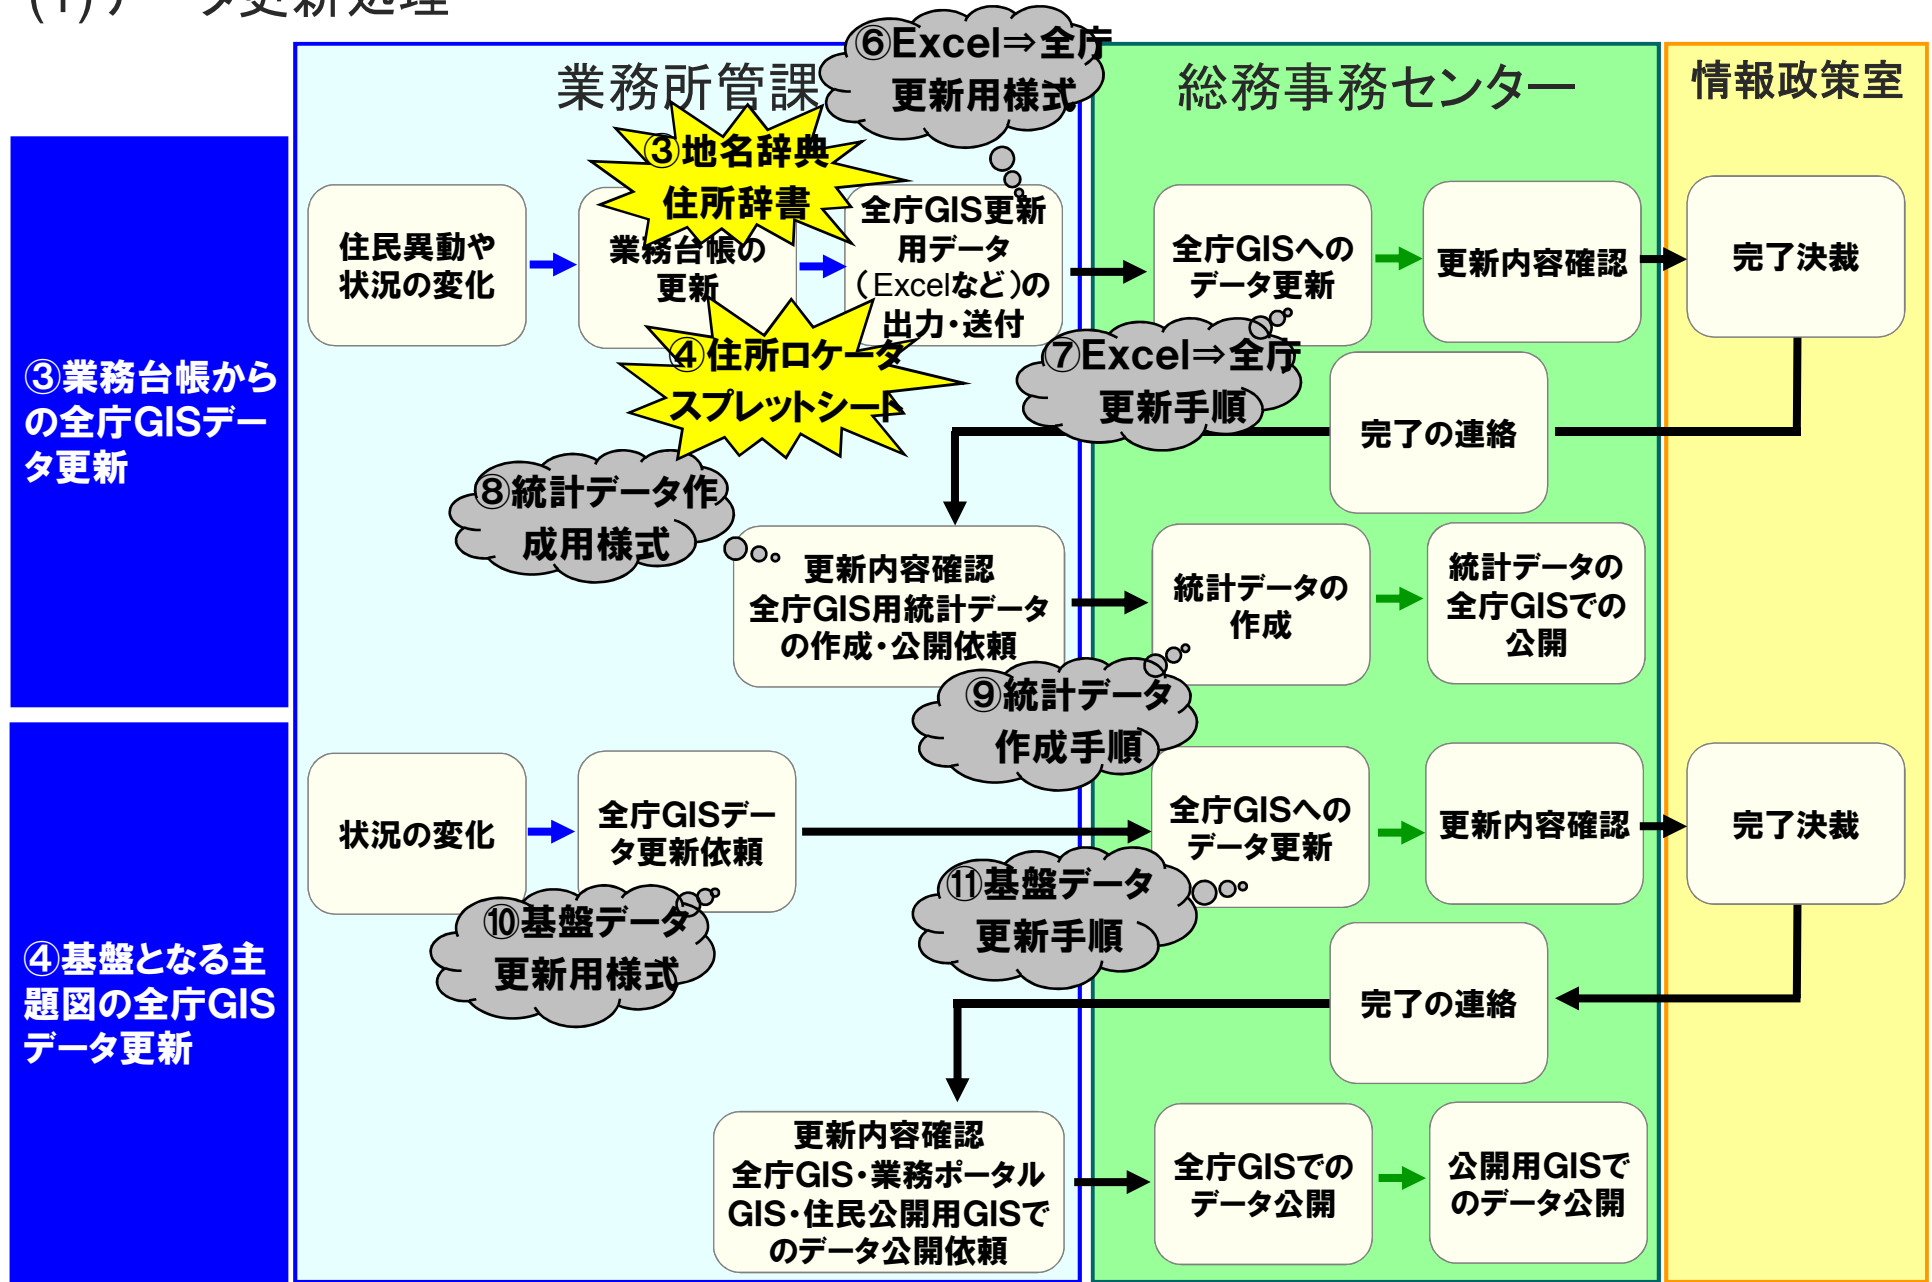 (1)データ更新処理
業務所管課
総務事務センター
情報政策室
⑥Excel⇒全庁
更新用様式
③地名辞典
住所辞書
③業務台帳から
の全庁GISデー
タ更新
住民異動や
状況の変化
業務台帳の
更新
全庁GIS更新
用データ
(Excelなど)の
出力・送付
全庁GISへの
データ更新
更新内容確認
完了決裁
④住所ロケータ
スプレットシート
⑦Excel⇒全庁
更新手順
完了の連絡
⑧統計データ作
成用様式
更新内容確認
全庁GIS用統計データ
の作成・公開依頼
統計データの
作成
統計データの
全庁GISでの
公開
⑨統計データ
作成手順
④基盤となる主
題図の全庁GIS
データ更新
状況の変化
全庁GISデー
タ更新依頼
全庁GISへの
データ更新
更新内容確認
完了決裁
⑩基盤データ
更新用様式
⑪基盤データ
更新手順
完了の連絡
更新内容確認
全庁GIS・業務ポータル
GIS・住民公開用GISで
のデータ公開依頼
全庁GISでの
データ公開
公開用GISで
のデータ公開